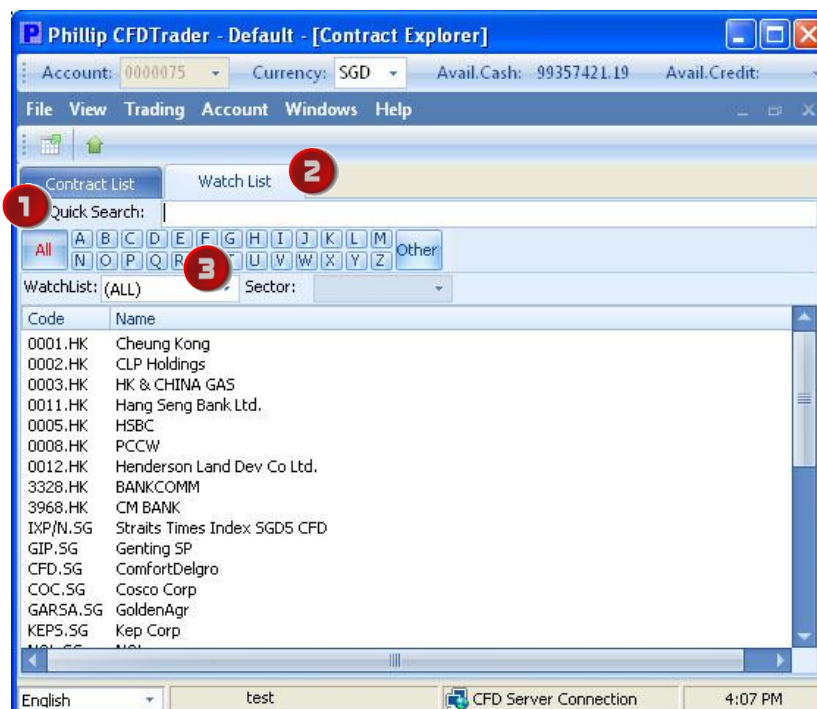 Phillip CFDTrader - Default - [Contract Explorer]
Account: 0000075 Currency: SGD Avail.Cash: 99357421.19 Avail.Credit:
File View Trading Account Windows Help
Contract List Watch List 2
1 Quick Search:
All A B C D E F G H I J K L M Other
N O P Q R 3 T U V W X Y Z
WatchList: (ALL) Sector:
Code Name
0001.HK Cheung Kong
0002.HK CLP Holdings
0003.HK HK & CHINA GAS
0011.HK Hang Seng Bank Ltd.
0005.HK HSBC
0008.HK PCCW
0012.HK Henderson Land Dev Co Ltd.
3328.HK BANKCOMM
3968.HK CM BANK
IXP/N.SG Straits Times Index SGD5 CFD
GIP.SG Genting SP
CFD.SG ComfortDelgro
COC.SG Cosco Corp
GARSA.SG GoldenAgr
KEPS.SG Kep Corp
English test CFD Server Connection 4:07 PM